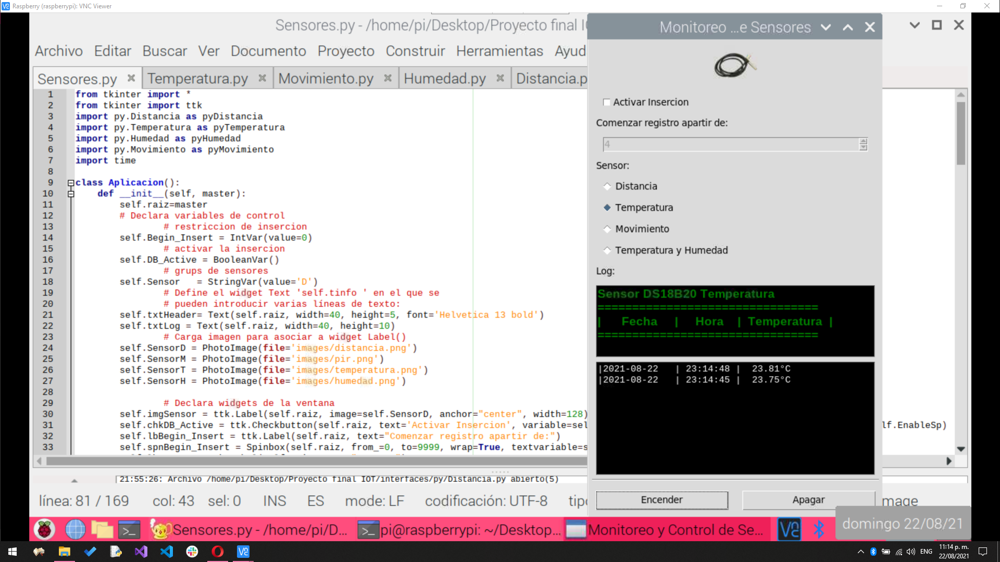 Raspberry (raspberrypi): VNC Viewer
Sensores.py - /home/pi/Desktop/Proyecto final I
Archivo Editar Buscar Ver Documento Proyecto Construir Herramientas Ayud
Sensores.py Temperatura.py Movimiento.py Humedad.py Distancia.p
1 from tkinter import *
2 from tkinter import ttk
3 import py.Distancia as pyDistancia
4 import py.Temperatura as pyTemperatura
5 import py.Humedad as pyHumedad
6 import py.Movimiento as pyMovimiento
7 import time
8
9 class Aplicacion():
10 def __init__(self, master):
11 self.raiz=master
12 # Declara variables de control
13 # restriccion de insercion
14 self.Begin_Insert = IntVar(value=0)
15 # activar la insercion
16 self.DB_Active = BooleanVar()
17 # grups de sensores
18 self.Sensor   = StringVar(value='D')
19 # Define el widget Text 'self.tinfo ' en el que se
20 # pueden introducir varias líneas de texto:
21 self.txtHeader= Text(self.raiz, width=40, height=5, font='Helvetica 13 bold')
22 self.txtLog = Text(self.raiz, width=40, height=10)
23 # Carga imagen para asociar a widget Label()
24 self.SensorD = PhotoImage(file='images/distancia.png')
25 self.SensorM = PhotoImage(file='images/pir.png')
26 self.SensorT = PhotoImage(file='images/temperatura.png')
27 self.SensorH = PhotoImage(file='images/humedad.png')
28
29 # Declara widgets de la ventana
30 self.imgSensor = ttk.Label(self.raiz, image=self.SensorD, anchor="center", width=128)
31 self.chkDB_Active = ttk.Checkbutton(self.raiz, text='Activar Insercion', variable=sel lf.EnableSp)
32 self.lbBegin_Insert = ttk.Label(self.raiz, text="Comenzar registro apartir de:")
33 self.spnBegin_Insert = Spinbox(self.raiz, from_=0, to=9999, wrap=True, textvariable=s
21:55:26: Archivo /home/pi/Desktop/Proyecto final IOT/interfaces/py/Distancia.py abierto(5)
línea: 81 / 169 col: 43 sel: 0 INS ES mode: LF codificación: UTF-8 tip mage
Monitoreo ...e Sensores
Activar Insercion
Comenzar registro apartir de:
4
Sensor:
Distancia
Temperatura
Movimiento
Temperatura y Humedad
Log:
Sensor DS18B20 Temperatura
================================
| Fecha | Hora | Temperatura |
================================
|2021-08-22 | 23:14:48 | 23.81°C
|2021-08-22 | 23:14:45 | 23.75°C
Encender Apagar
domingo 22/08/21
Sensores.py - /home/pi/D... pi@raspberrypi: ~/Desktop... Monitoreo y Control de Se...
ENG
11:14 p. m.
22/08/2021